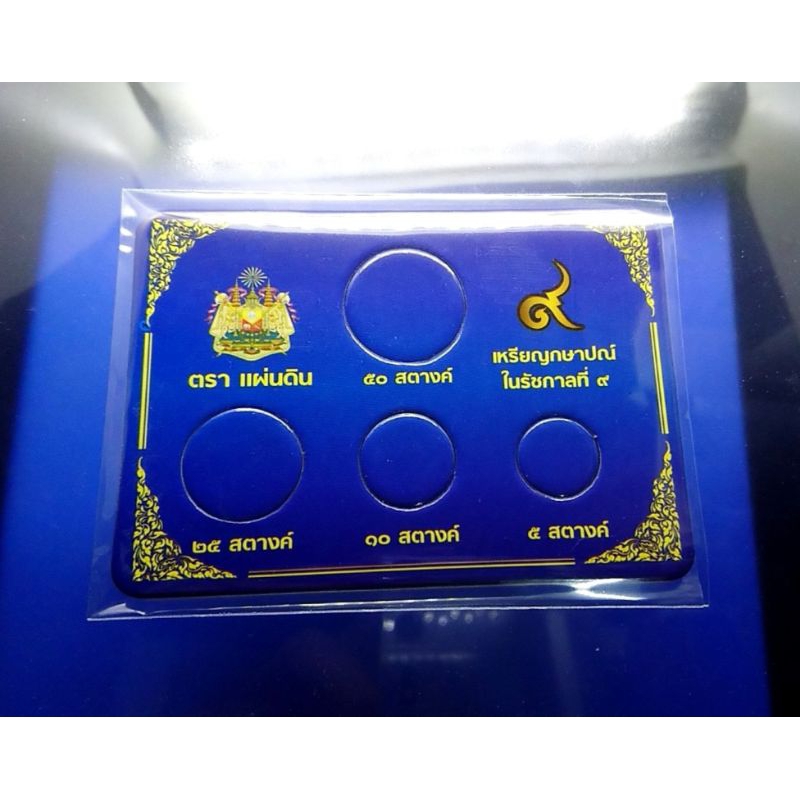 ตรา แผ่นดิน
๕๐ สตางค์
๙
เหรียญกษาปณ์
ในรัชกาลที่ ๙
๒๕ สตางค์
๑๐ สตางค์
๕ สตางค์